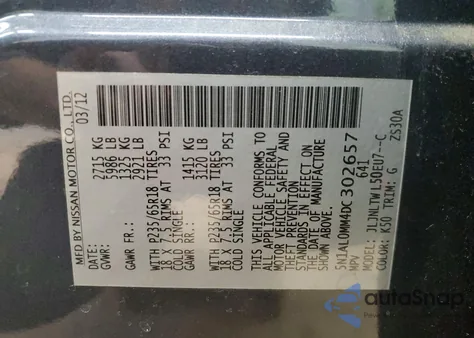 MFD BY NISSAN MOTOR CO., LTD.
03/12
GVWR: 2715 KG
5986 LB
GAWR FR.: 1325 KG
2921 LB
WITH P235/65R18 TIRES
18 X 7.5 RIMS AT 33 PSI
COLD SINGLE
GAWR RR.: 1415 KG
3120 LB
WITH P235/65R18 TIRES
18 X 7.5 RIMS AT 33 PSI
COLD SINGLE
THIS VEHICLE CONFORMS TO
ALL APPLICABLE FEDERAL
MOTOR VEHICLE SAFETY AND
THEFT PREVENTION
STANDARDS IN EFFECT ON
THE DATE OF MANUFACTURE
SHOWN ABOVE.
5N1AL0MM4DC302657
MPV 641
MODEL: JLJNLTWL50EU7--C
COLOR: K50 TRIM: G
ZS30A
autoSnap